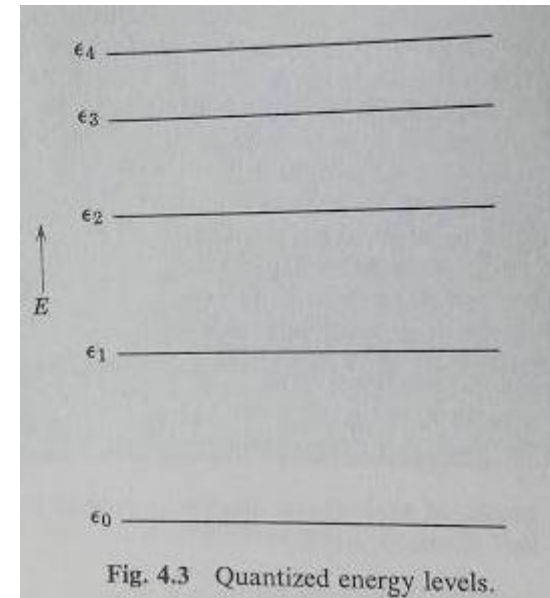 ϵ4
ϵ3
ϵ2
E
ϵ1
ϵ0
Fig. 4.3 Quantized energy levels.